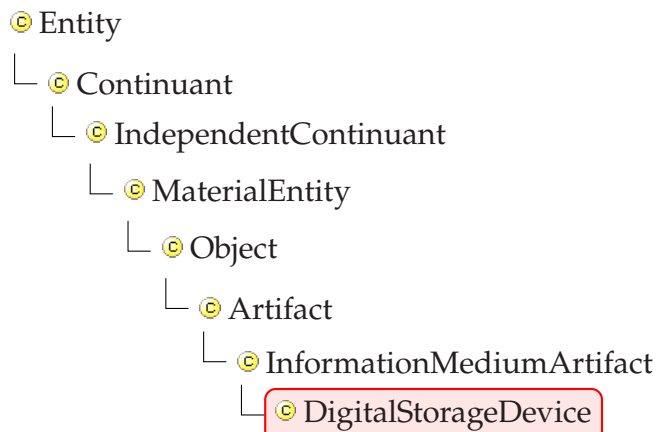 Entity
Continuant
IndependentContinuant
MaterialEntity
Object
Artifact
InformationMediumArtifact
DigitalStorageDevice